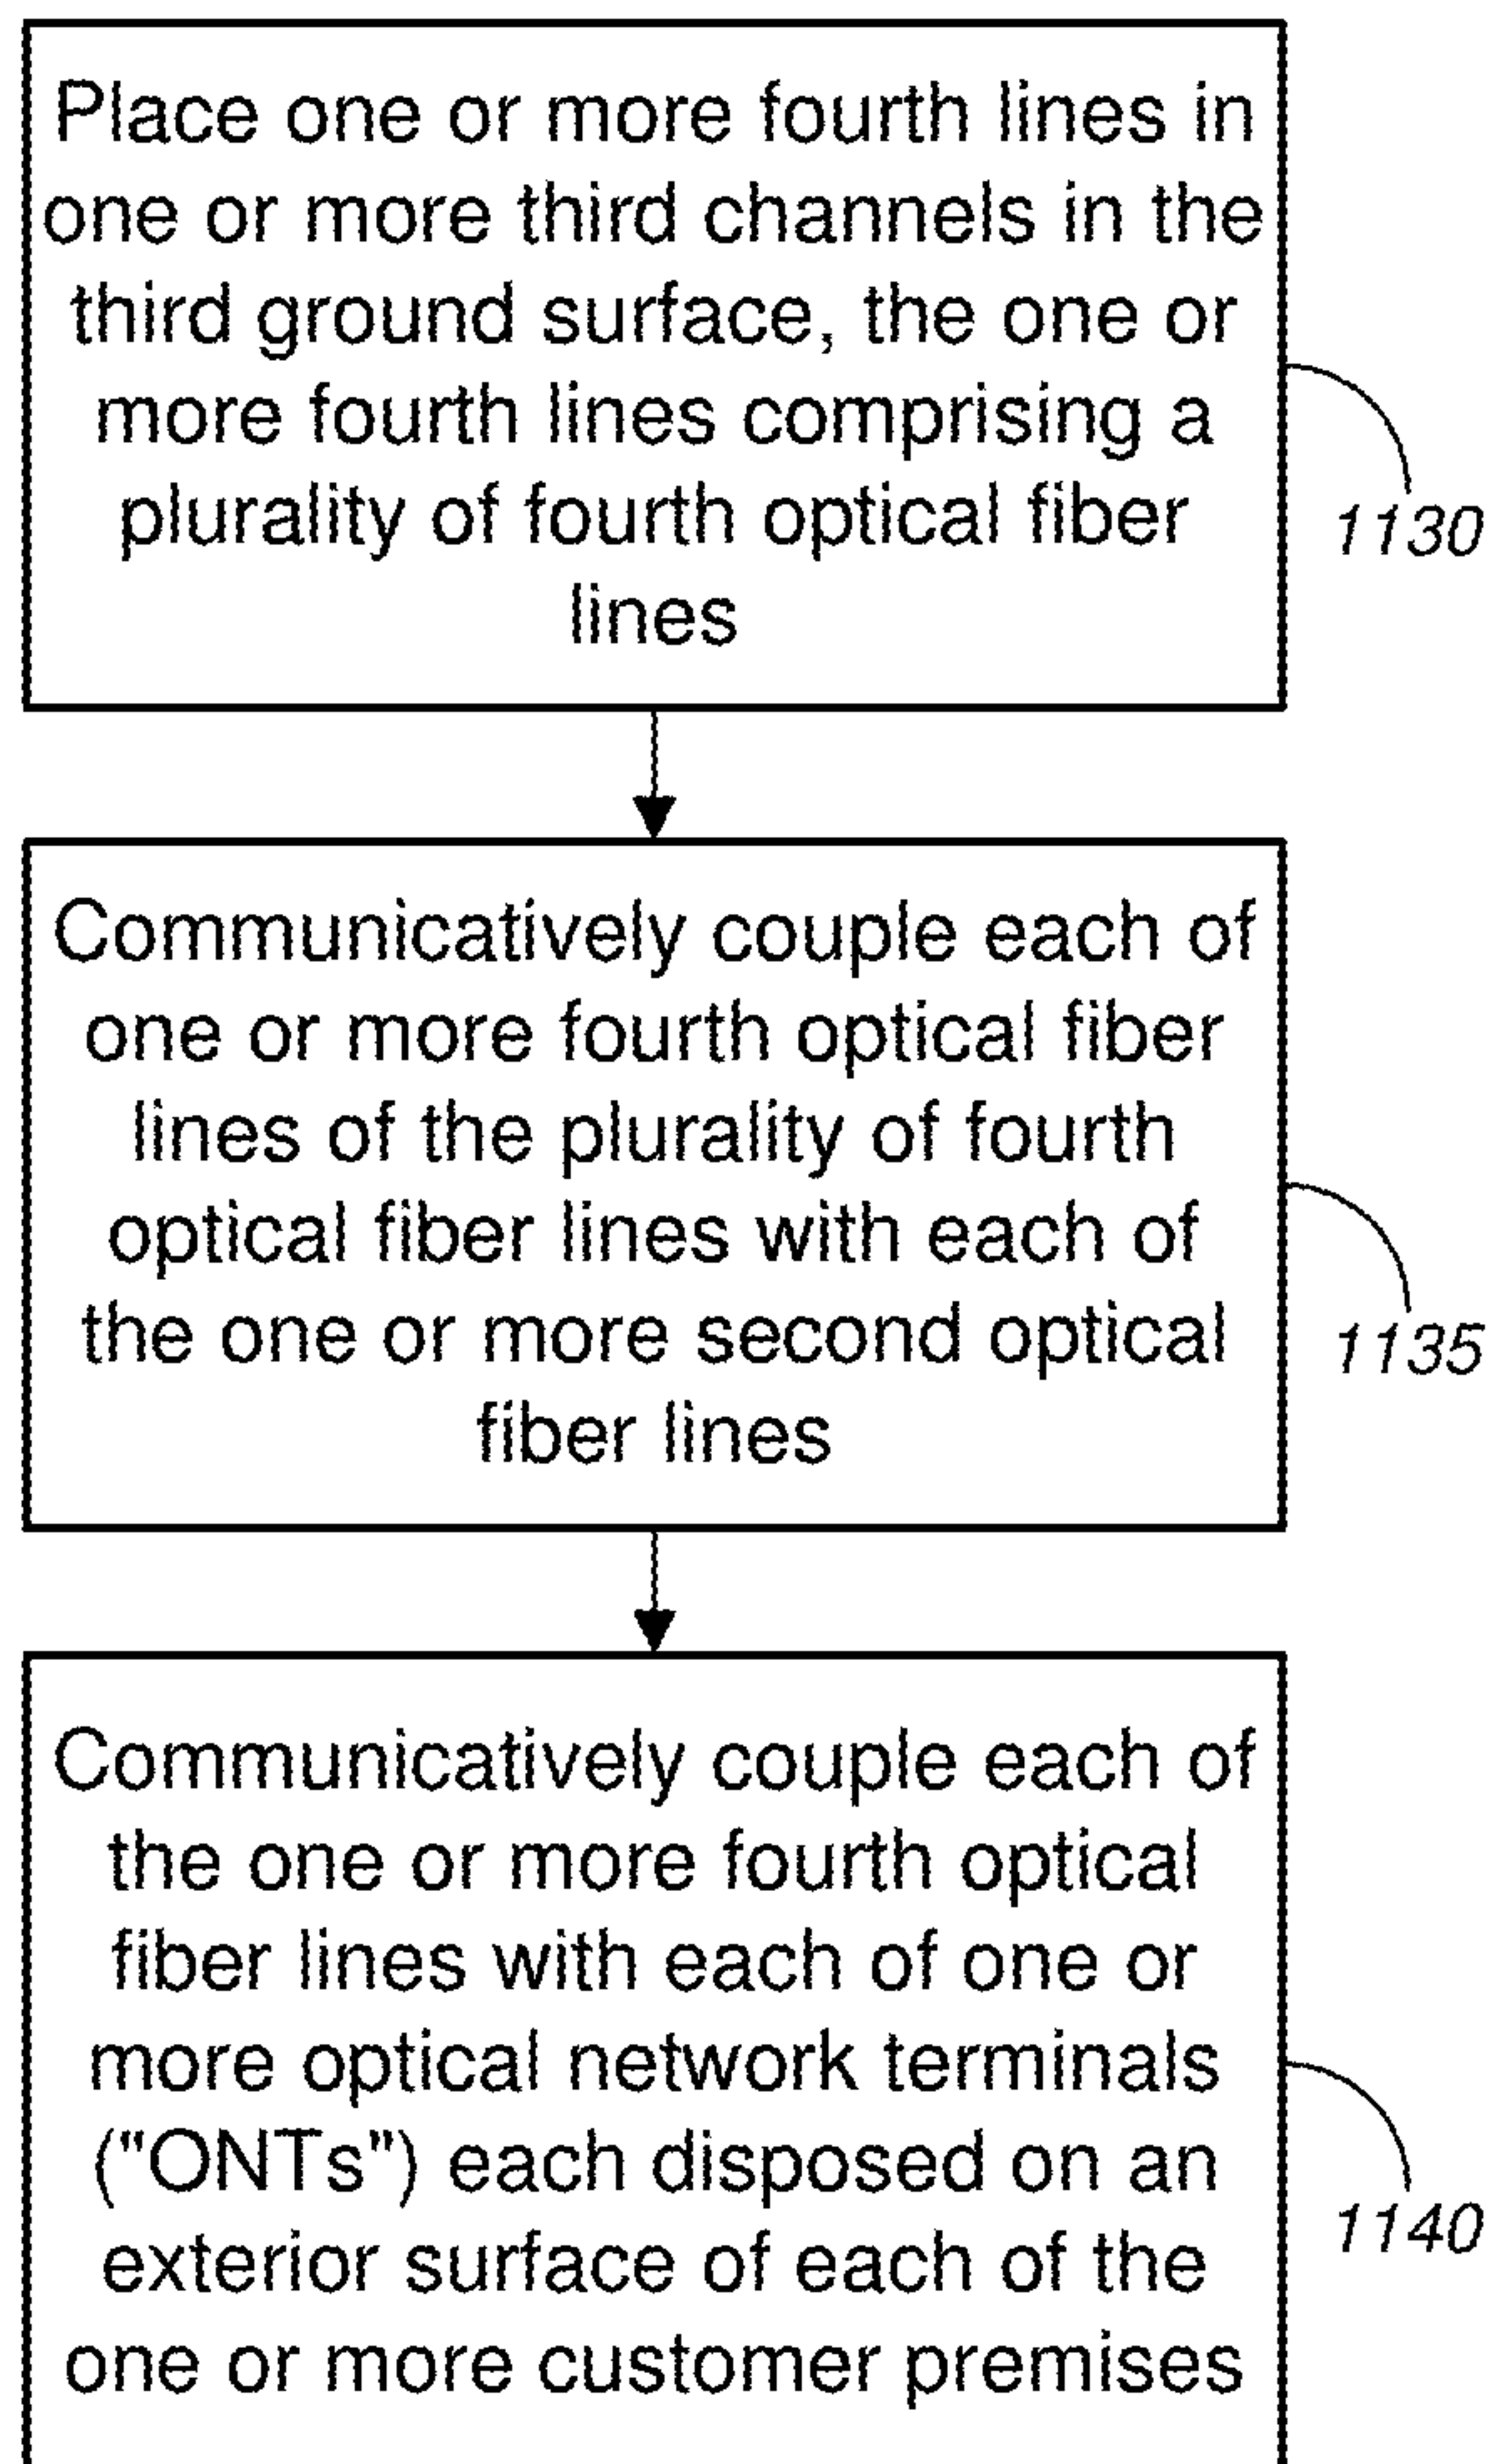 Place one or more fourth lines in
one or more third channels in the
third ground surface, the one or
more fourth lines comprising a
plurality of fourth optical fiber
lines
1130
Communicatively couple each of
one or more fourth optical fiber
lines of the plurality of fourth
optical fiber lines with each of
the one or more second optical
fiber lines
1135
Communicatively couple each of
the one or more fourth optical
fiber lines with each of one or
more optical network terminals
("ONTs") each disposed on an
exterior surface of each of the
one or more customer premises
1140